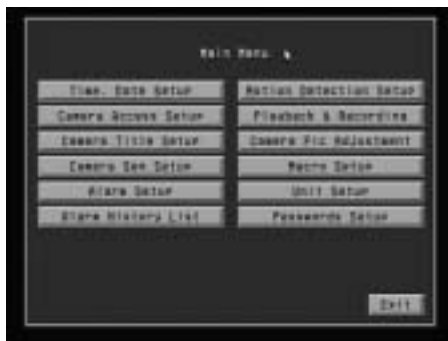 Main Menu
Time, Date Setup
Motion Detection Setup
Camera Access Setup
Playback & Recording
Camera Title Setup
Camera Pic Adjustment
Camera Seq Setup
Macro Setup
Alarm Setup
Unit Setup
Alarm History List
Passwords Setup
Exit